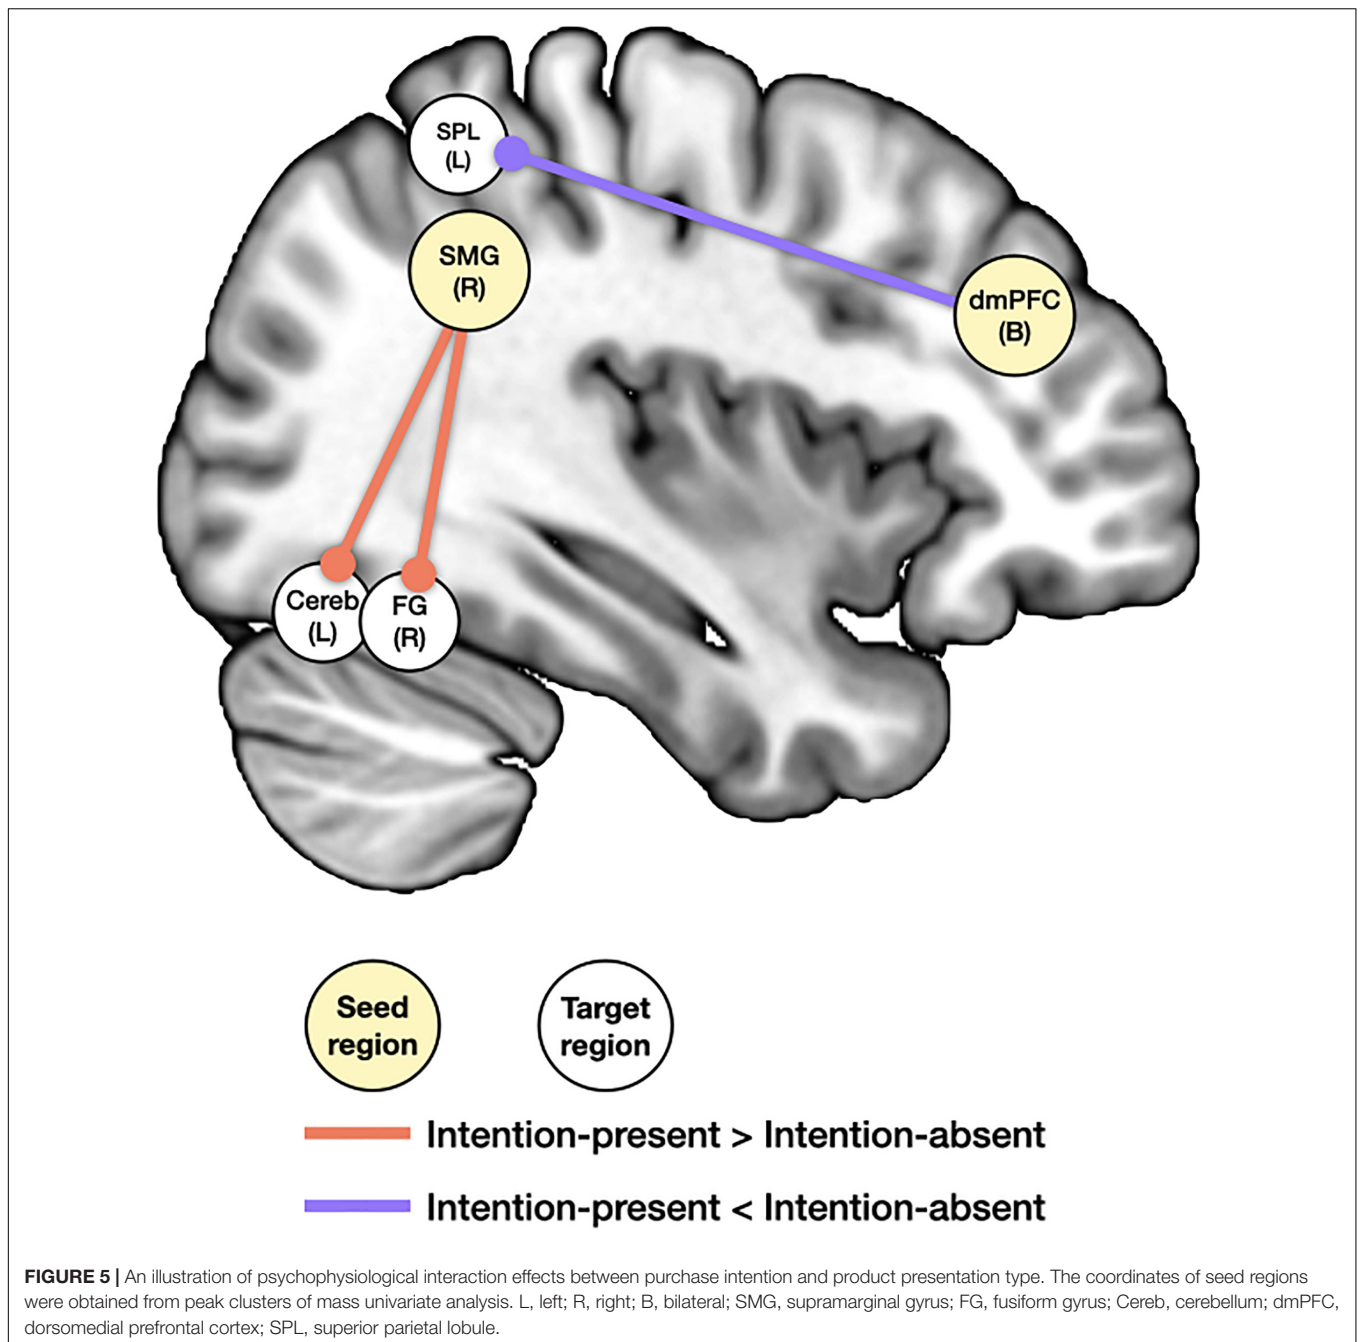 SPL
(L)
SMG
(R)
dmPFC
(B)
Cereb
(L)
FG
(R)
Seed
region
Target
region
Intention-present > Intention-absent
Intention-present < Intention-absent
FIGURE 5 | An illustration of psychophysiological interaction effects between purchase intention and product presentation type. The coordinates of seed regions
were obtained from peak clusters of mass univariate analysis. L, left; R, right; B, bilateral; SMG, supramarginal gyrus; FG, fusiform gyrus; Cereb, cerebellum; dmPFC,
dorsomedial prefrontal cortex; SPL, superior parietal lobule.